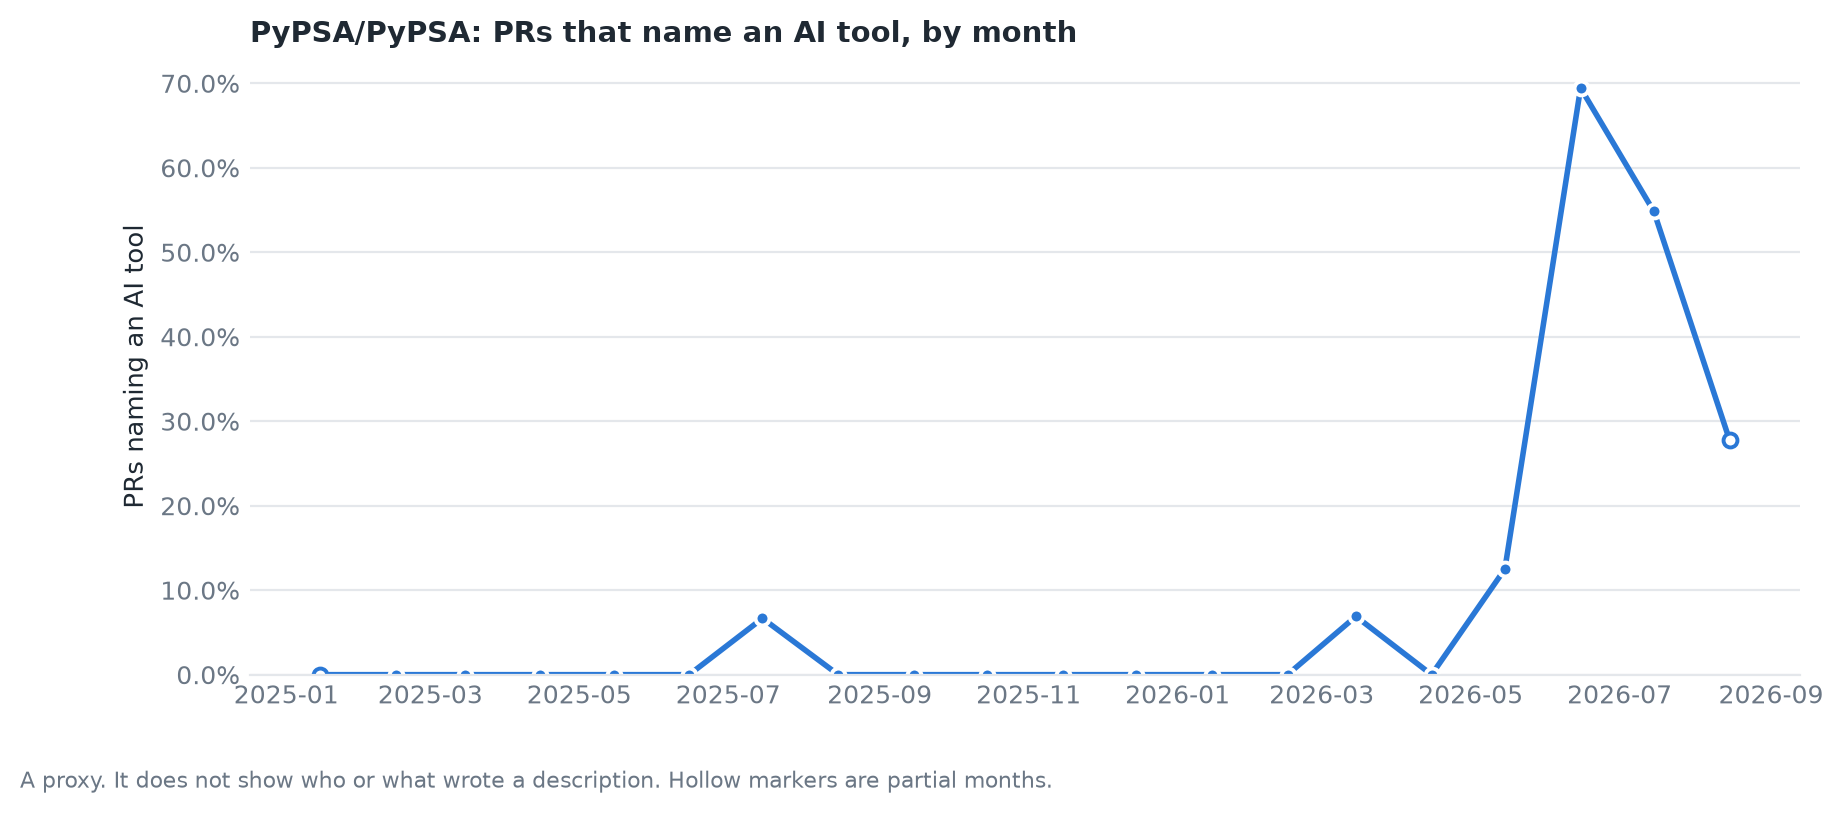 PyPSA/PyPSA: PRs that name an AI tool, by month
PRs naming an AI tool
70.0%
60.0%
50.0%
40.0%
30.0%
20.0%
10.0%
0.0%
2025-01 2025-03 2025-05 2025-07 2025-09 2025-11 2026-01 2026-03 2026-05 2026-07 2026-09
A proxy. It does not show who or what wrote a description. Hollow markers are partial months.